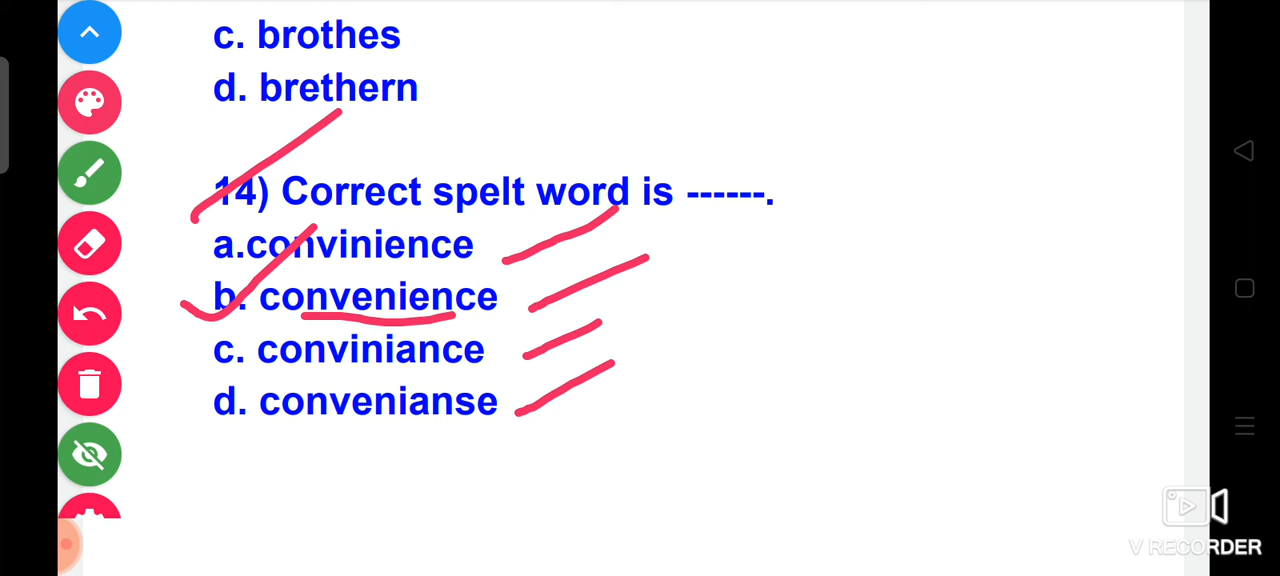 c. brothes
d. brethern
14) Correct spelt word is ------.
a.convinience
b. convenience
c. conviniance
d. convenianse
V RECORDER